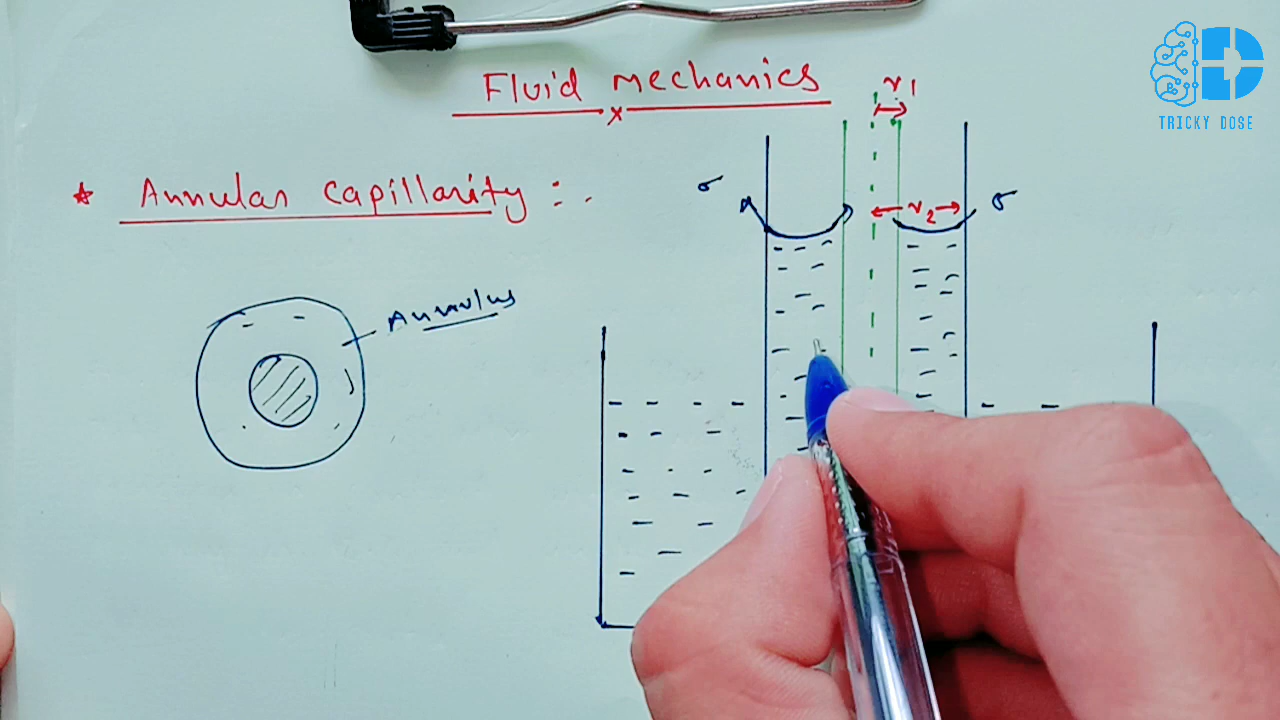 Fluid mechanics
r1
TRICKY DOSE
* Annular capillarity :-
σ
r2
σ
Annulus